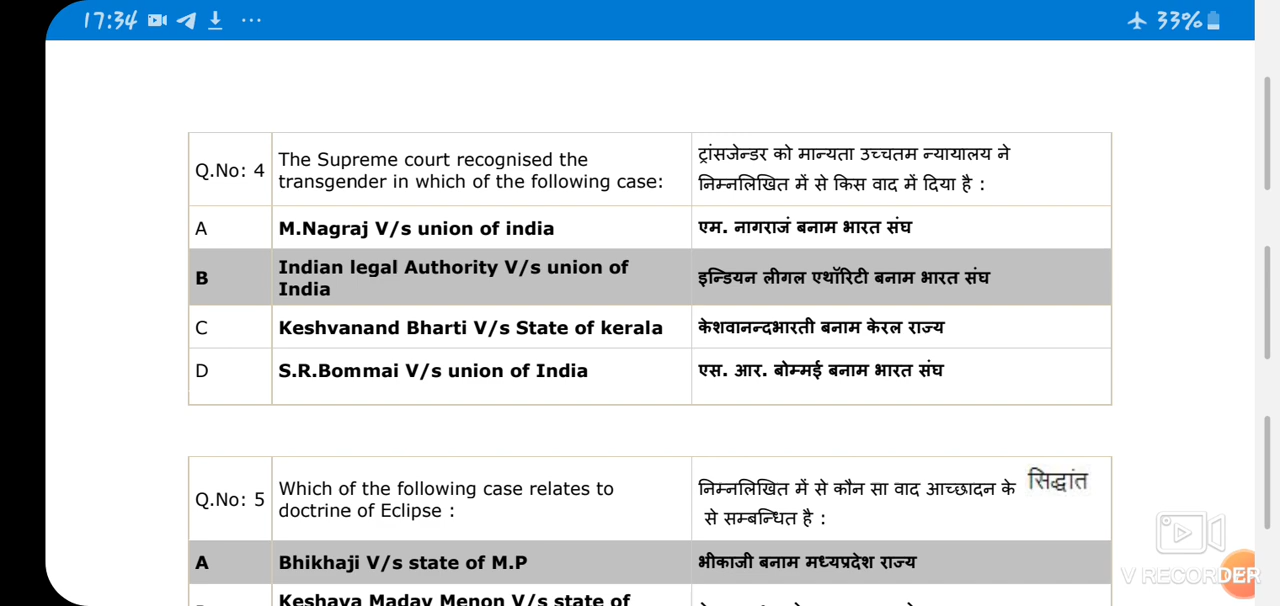 17:34 ... 33%
Q.No: 4
The Supreme court recognised the
transgender in which of the following case:
ट्रांसजेन्डर को मान्यता उच्चतम न्यायालय ने
निम्नलिखित में से किस वाद में दिया है :
A
M.Nagraj V/s union of india
एम. नागराजं बनाम भारत संघ
B
Indian legal Authority V/s union of
India
इन्डियन लीगल एथॉरिटी बनाम भारत संघ
C
Keshvanand Bharti V/s State of kerala
केशवानन्दभारती बनाम केरल राज्य
D
S.R.Bommai V/s union of India
एस. आर. बोम्मई बनाम भारत संघ
Q.No: 5
Which of the following case relates to
doctrine of Eclipse :
निम्नलिखित में से कौन सा वाद आच्छादन के सिद्धांत
से सम्बन्धित है :
A
Bhikhaji V/s state of M.P
भीकाजी बनाम मध्यप्रदेश राज्य
Keshava Madav Menon V/s state of
V RECORDER